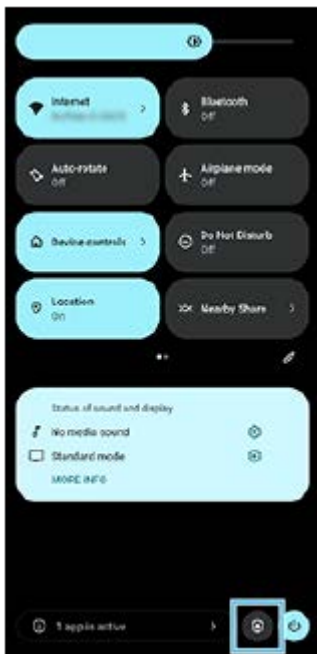 Internet
Bluetooth
Off
Auto-rotate
Off
Airplane mode
Off
Device controls
Do Not Disturb
Off
Location
On
Nearby Share
Status of sound and display
No media sound
Standard mode
MORE INFO
1 app is active